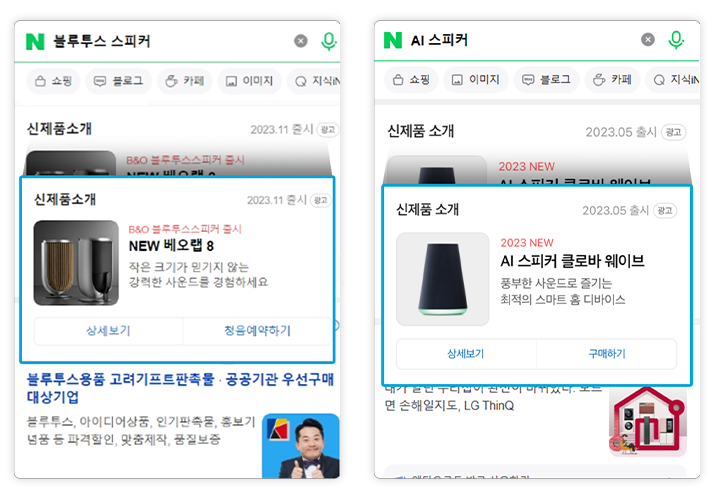 블루투스 스피커
쇼핑 블로그 카페 이미지 지식iN
신제품소개 2023.11 출시 광고
B&O 블루투스스피커 출시
NEW 베오랩 8
신제품소개 2023.11 출시 광고
B&O 블루투스스피커 출시
NEW 베오랩 8
작은 크기가 믿기지 않는
강력한 사운드를 경험하세요
상세보기 청음예약하기
블루투스용품 고려기프트판촉물 · 공공기관 우선구매
대상기업
블루투스, 아이디어상품, 인기판촉물, 홍보기
념품 등 파격할인, 맞춤제작, 품질보증
AI 스피커
쇼핑 이미지 블로그 카페 지식iN
신제품 소개 2023.05 출시 광고
2023 NEW
AI 스피커 클로바 웨이브
신제품 소개 2023.05 출시 광고
2023 NEW
AI 스피커 클로바 웨이브
풍부한 사운드로 즐기는
최적의 스마트 홈 디바이스
상세보기 구매하기
면 손해일지도, LG ThinQ